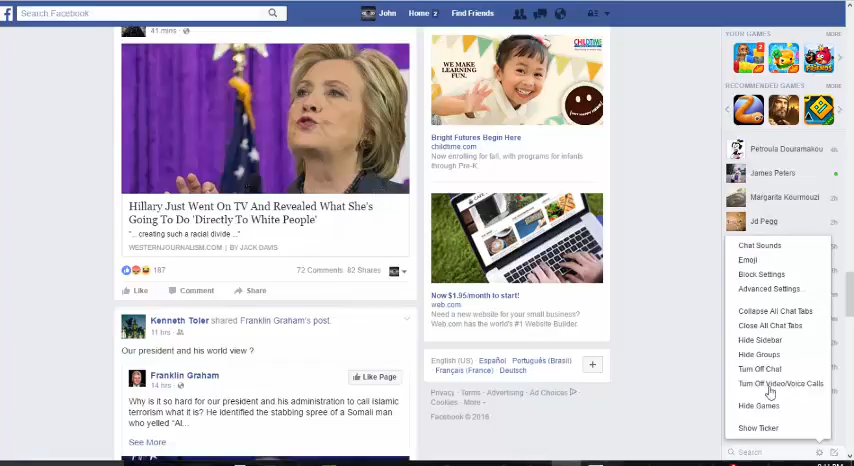 Search Facebook
John
Home 2
Find Friends
41 mins ·
Hillary Just Went On TV And Revealed What She's
Going To Do 'Directly To White People'
"... creating such a racial divide ..."
WESTERNJOURNALISM.COM | BY JACK DAVIS
187
72 Comments 82 Shares
Like
Comment
Share
Kenneth Toler shared Franklin Graham's post.
11 hrs ·
Our president and his world view ?
Franklin Graham
14 hrs ·
Like Page
Why is it so hard for our president and his administration to call Islamic
terrorism what it is? He identified the stabbing spree of a Somali man
who yelled "Al...
See More
CHILDTIME
WE MAKE
LEARNING
FUN.
Bright Futures Begin Here
childtime.com
Now enrolling for fall, with programs for infants
through Pre-K
Now $1.95/month to start!
web.com
Need a new website for your small business?
Web.com has the world's #1 Website Builder.
English (US) · Español · Português (Brasil) ·
Français (France) · Deutsch
Privacy · Terms · Advertising · Ad Choices ·
Cookies · More
Facebook © 2016
YOUR GAMES
MORE
2
FRIENDS
RECOMMENDED GAMES
MORE
Petroula Douramakou
4h
James Peters
Margarita Kourmouzi
2h
Jd Pegg
2h
Chat Sounds
Emoji
Block Settings
Advanced Settings...
Collapse All Chat Tabs
Close All Chat Tabs
Hide Sidebar
Hide Groups
Turn Off Chat
Turn Off Video/Voice Calls
Hide Games
Show Ticker
Search